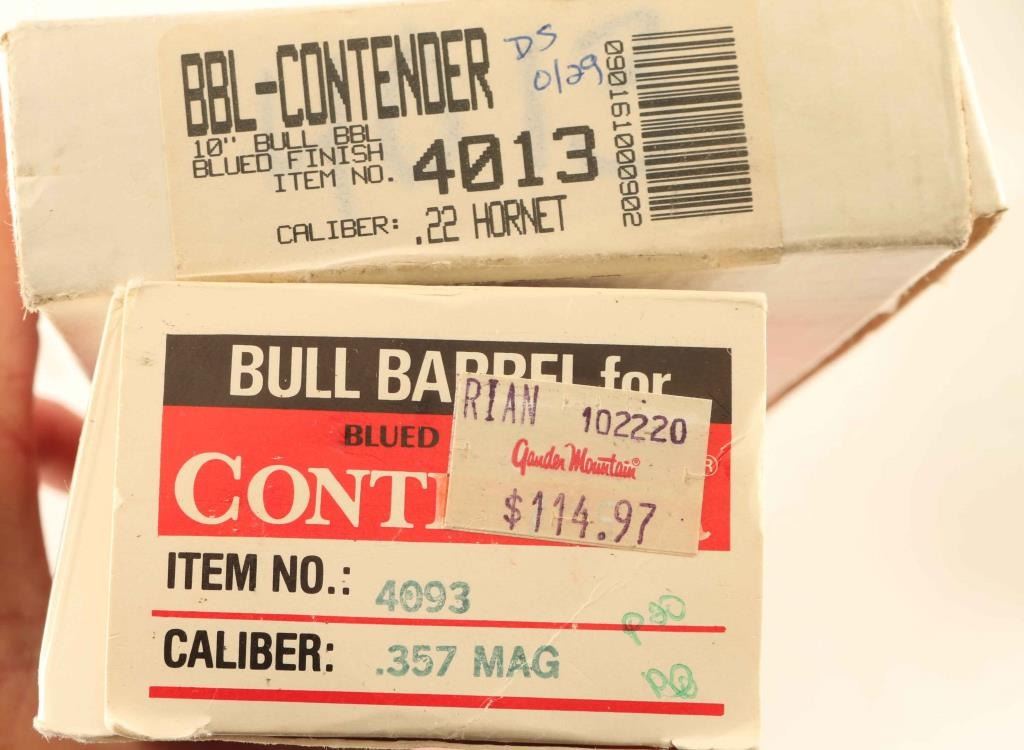 BBL-CONTENDER
DS
0/29
10" BULL BBL
BLUED FINISH
ITEM NO. 4013
CALIBER: .22 HORNET
090161000902
BULL BARREL for
BLUED
CONT
®
RIAN 102220
Gander Mountain
$114.97
ITEM NO.: 4093
CALIBER: .357 MAG